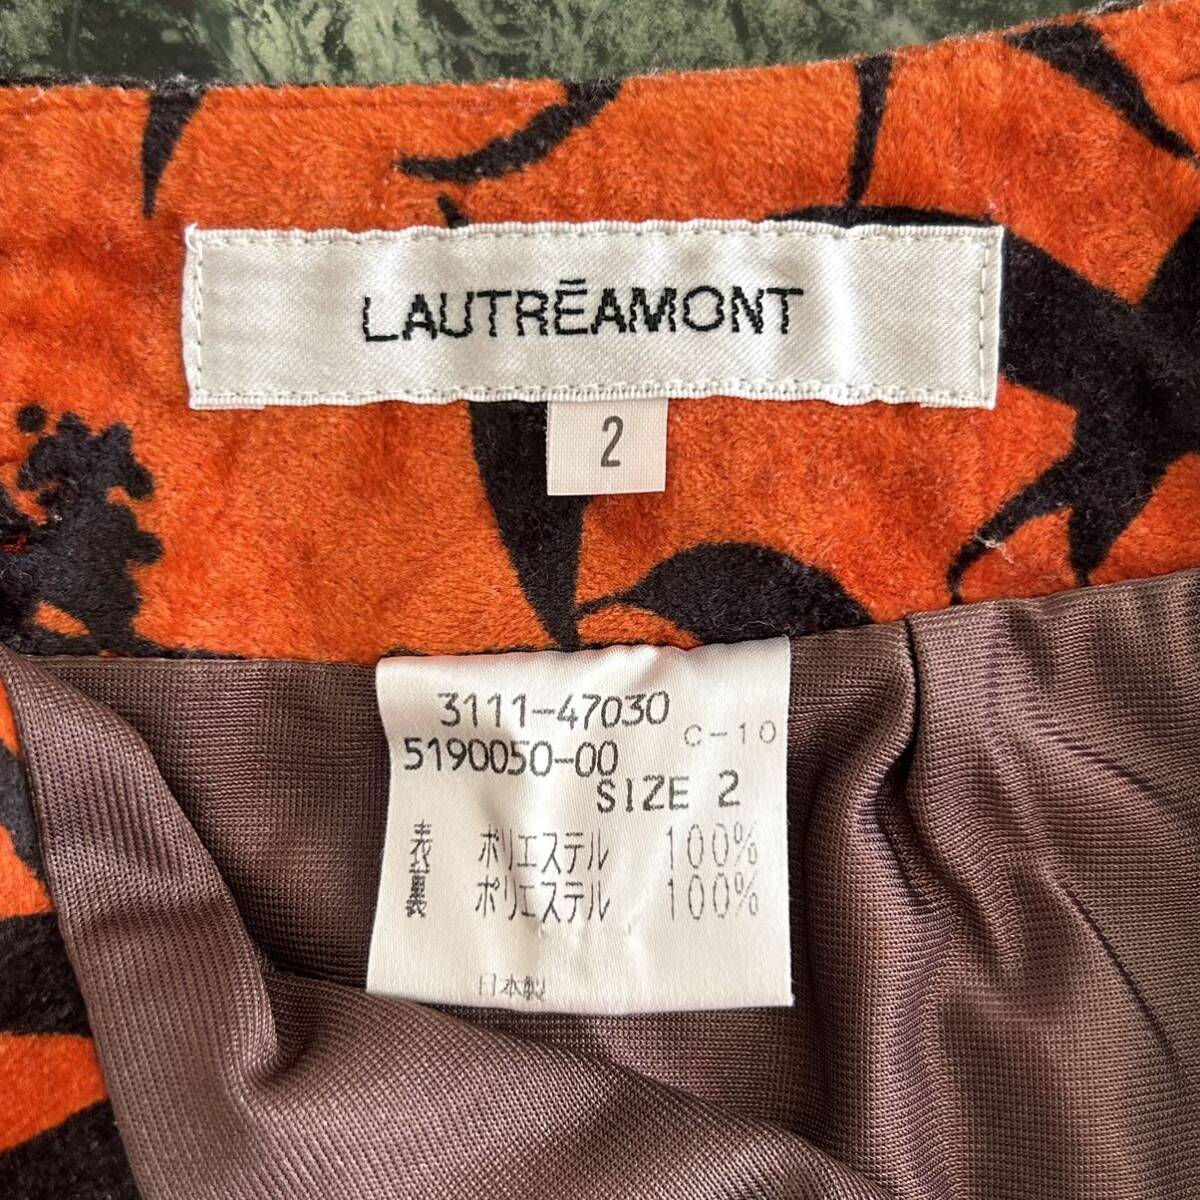 LAUTRĒAMONT
2
3111-47030
5190050-00 C-10
SIZE 2
表 ポリエステル 100%
裏 ポリエステル 100%
日本製